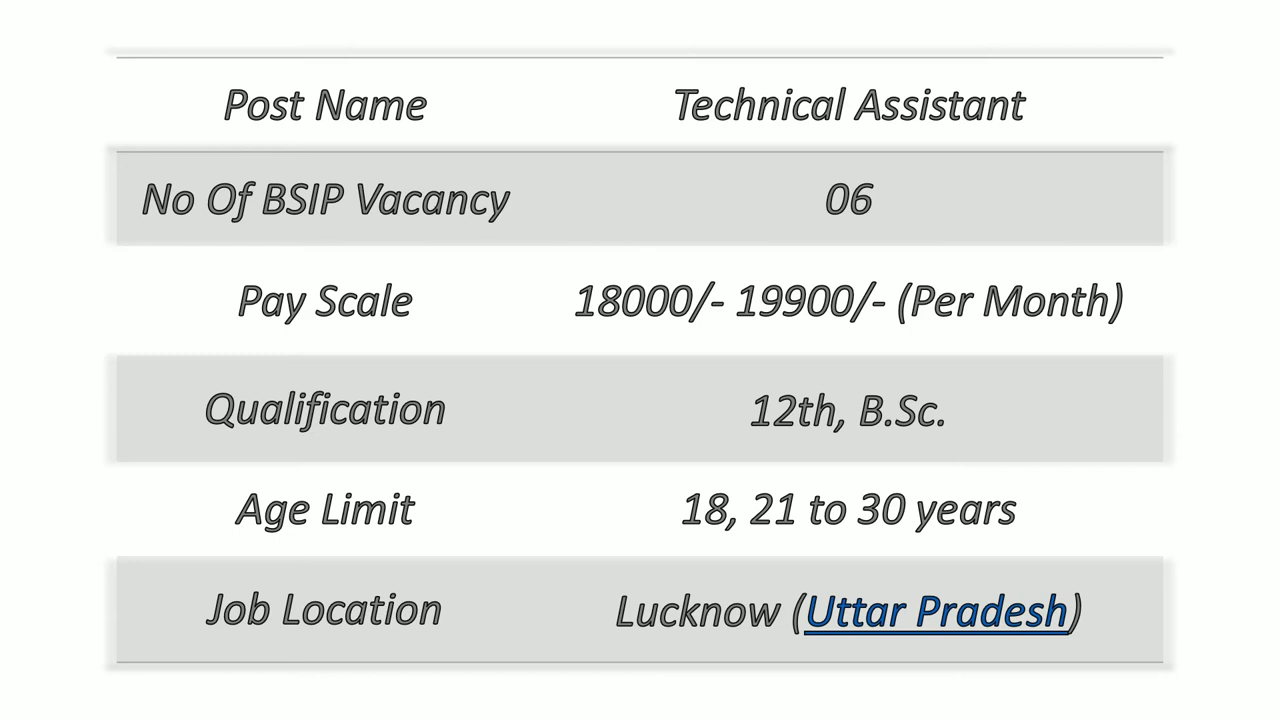 Post Name Technical Assistant
No Of BSIP Vacancy 06
Pay Scale 18000/- 19900/- (Per Month)
Qualification 12th, B.Sc.
Age Limit 18, 21 to 30 years
Job Location Lucknow (Uttar Pradesh)